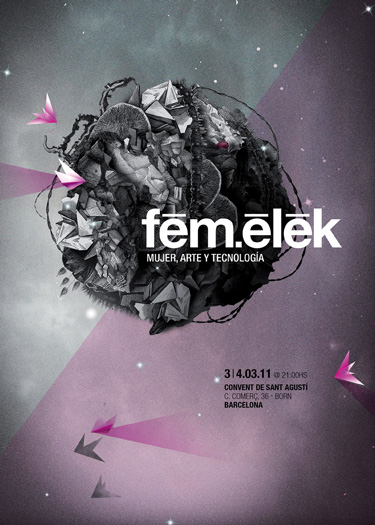 fēm.ēlēk
MUJER, ARTE Y TECNOLOGÍA
3|4.03.11 @ 21:00HS
CONVENT DE SANT AGUSTÍ
C. COMERÇ, 36 · BORN
BARCELONA